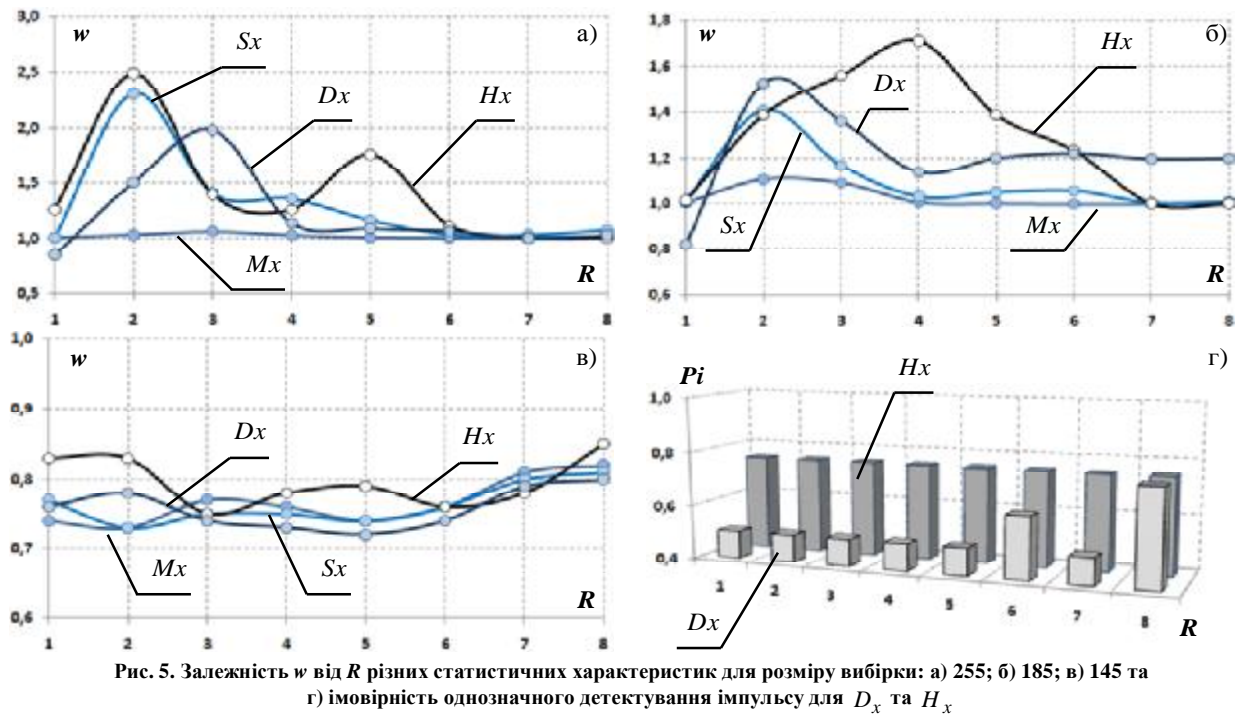 w
Sx
а)
Dx
Hx
3,0
2,5
2,0
1,5
1,0
0,5
Mx
R
1 2 3 4 5 6 7 8
w
б)
Hx
Dx
1,8
1,6
1,4
1,2
1,0
0,8
0,6
Sx
Mx
R
1 2 3 4 5 6 7 8
w
в)
1,0
0,9
0,8
0,7
0,6
Dx
Hx
Mx
Sx
R
1 2 3 4 5 6 7 8
г)
Pi
Hx
1,0
0,8
0,6
0,4
1 2 3 4 5 6 7 8
Dx
R
Рис. 5. Залежність w від R різних статистичних характеристик для розміру вибірки: а) 255; б) 185; в) 145 та
г) імовірність однозначного детектування імпульсу для D_x та H_x